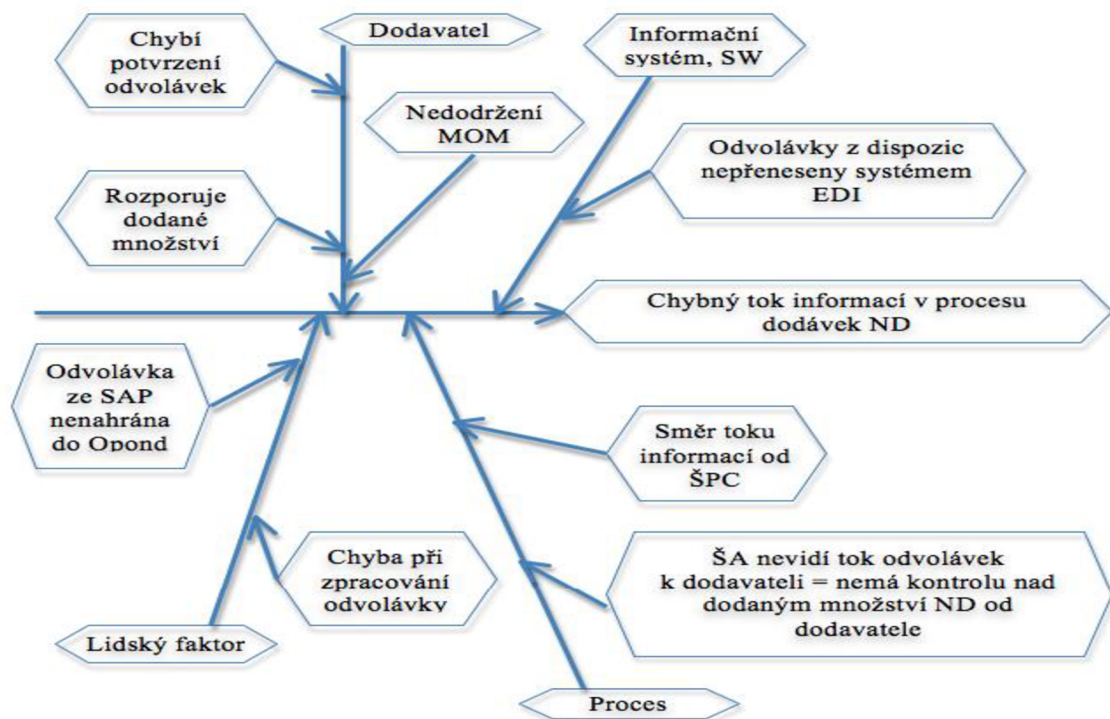 Chybí
potvrzení
odvolávek
Dodavatel
Informační
systém, SW
Nedodržení
MOM
Odvolávky z dispozic
nepřeneseny systémem
EDI
Rozporuje
dodané
množství
Chybný tok informací v procesu
dodávek ND
Odvolávka
ze SAP
nenahrána
do Opond
Směr toku
informací od
ŠPC
Chyba při
zpracování
odvolávky
ŠA nevidí tok odvolávek
k dodavateli = nemá kontrolu nad
dodaným množství ND od
dodavatele
Lidský faktor
Proces